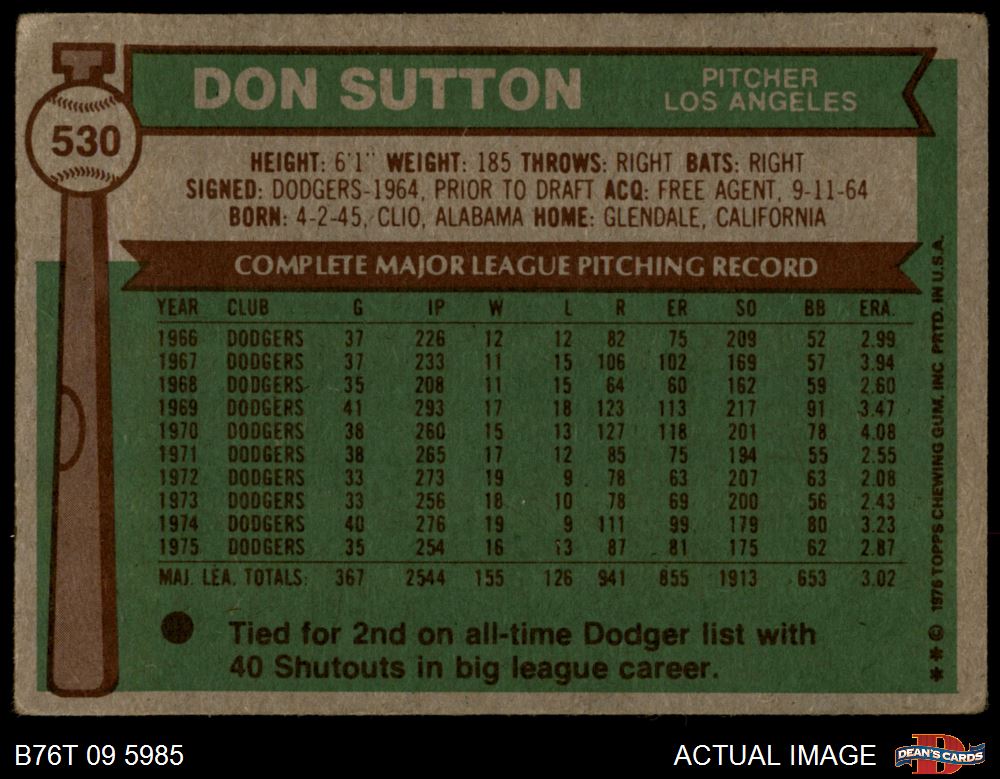 530
DON SUTTON
PITCHER
LOS ANGELES
HEIGHT: 6'1" WEIGHT: 185 THROWS: RIGHT BATS: RIGHT
SIGNED: DODGERS-1964, PRIOR TO DRAFT ACQ: FREE AGENT, 9-11-64
BORN: 4-2-45, CLIO, ALABAMA HOME: GLENDALE, CALIFORNIA
COMPLETE MAJOR LEAGUE PITCHING RECORD
YEAR CLUB G IP W L R ER SO BB ERA.
1966 DODGERS 37 226 12 12 82 75 209 52 2.99
1967 DODGERS 37 233 11 15 106 102 169 57 3.94
1968 DODGERS 35 208 11 15 64 60 162 59 2.60
1969 DODGERS 41 293 17 18 123 113 217 91 3.47
1970 DODGERS 38 260 15 13 127 118 201 78 4.08
1971 DODGERS 38 265 17 12 85 75 194 55 2.55
1972 DODGERS 33 273 19 9 78 63 207 63 2.08
1973 DODGERS 33 256 18 10 78 69 200 56 2.43
1974 DODGERS 40 276 19 9 111 99 179 80 3.23
1975 DODGERS 35 254 16 13 87 81 175 62 2.87
MAJ. LEA. TOTALS: 367 2544 155 126 941 855 1913 653 3.02
Tied for 2nd on all-time Dodger list with
40 Shutouts in big league career.
***© 1976 TOPPS CHEWING GUM, INC PRTD. IN U.S.A.
B76T 09 5985
ACTUAL IMAGE
D
DEAN'S CARDS